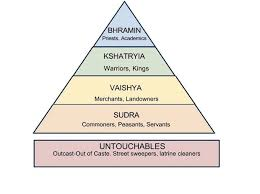 BHRAMIN
Priests, Academics
KSHATRYIA
Warriors, Kings
VAISHYA
Merchants, Landowners
SUDRA
Commoners, Peasants, Servants
UNTOUCHABLES
Outcast-Out of Caste. Street sweepers, latrine cleaners